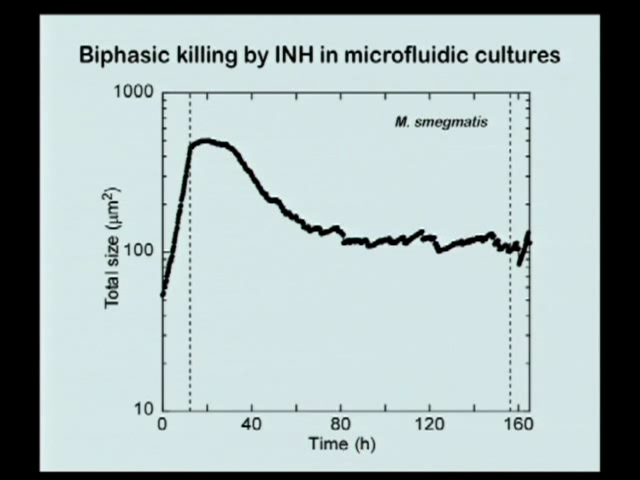 Biphasic killing by INH in microfluidic cultures
1000
M. smegmatis
Total size (μm²)
100
10
0 40 80 120 160
Time (h)